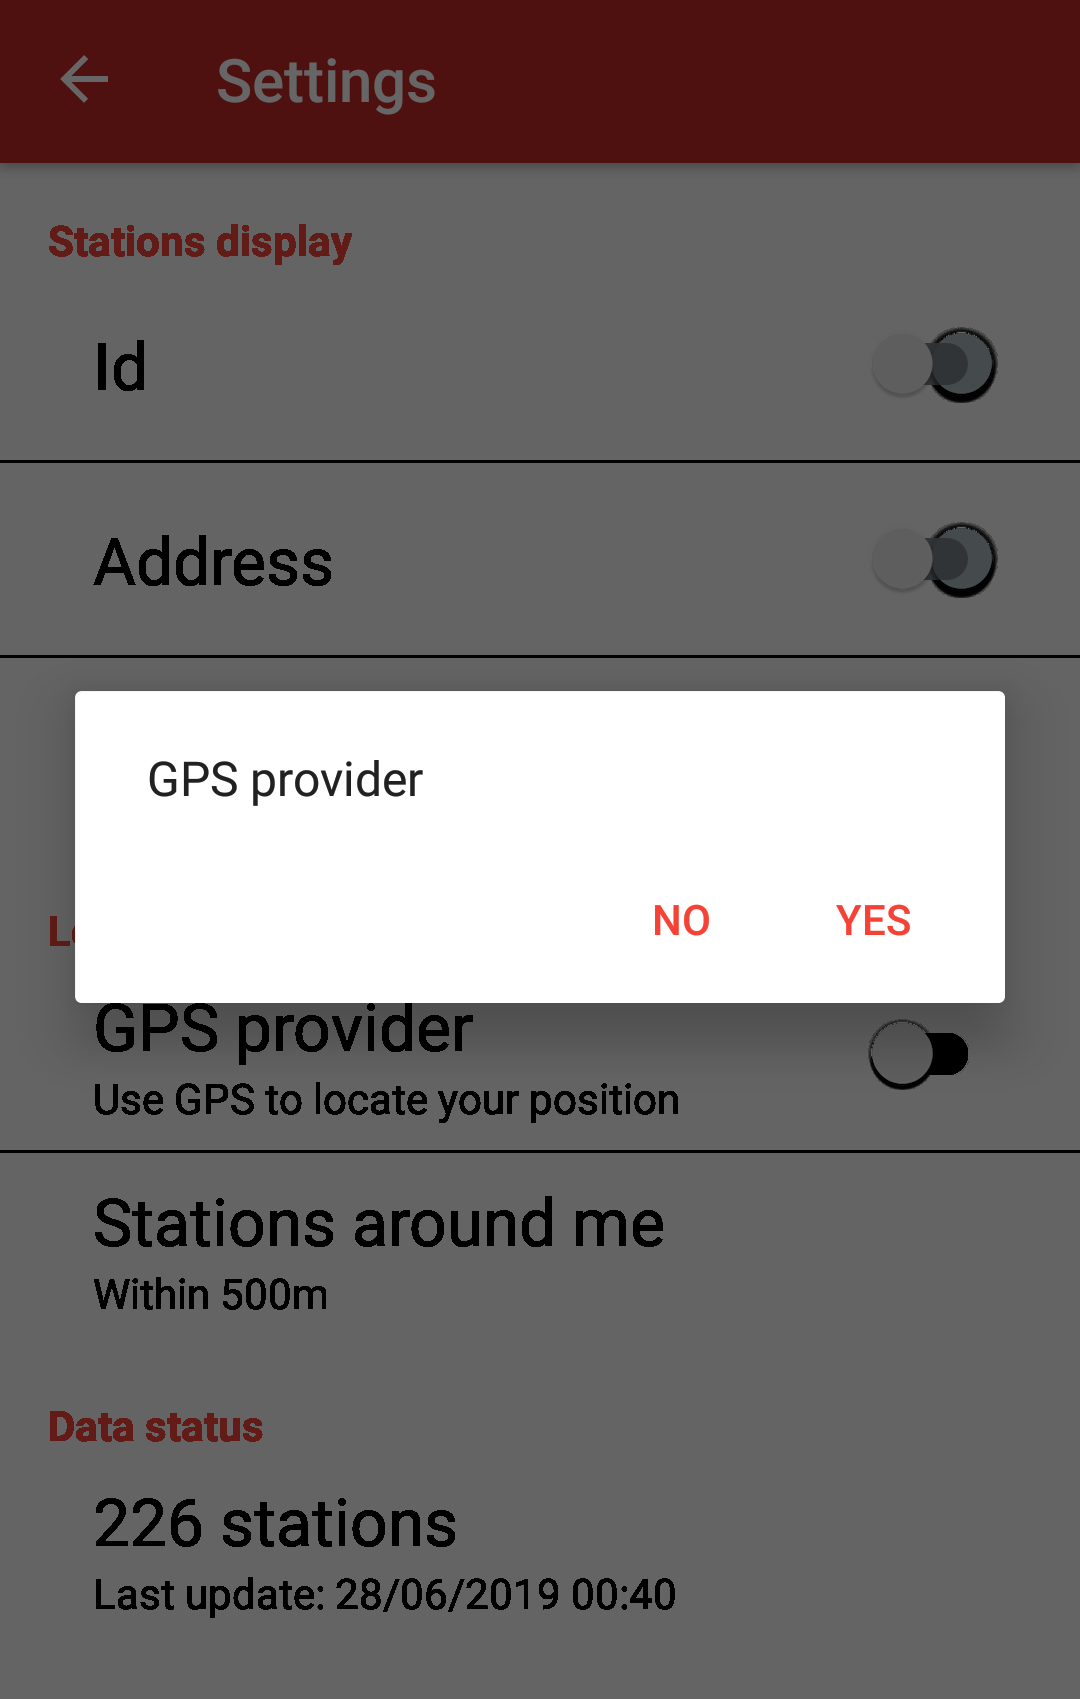 Settings
Stations display
Id
Address
GPS provider
NO YES
GPS provider
Use GPS to locate your position
Stations around me
Within 500m
Data status
226 stations
Last update: 28/06/2019 00:40